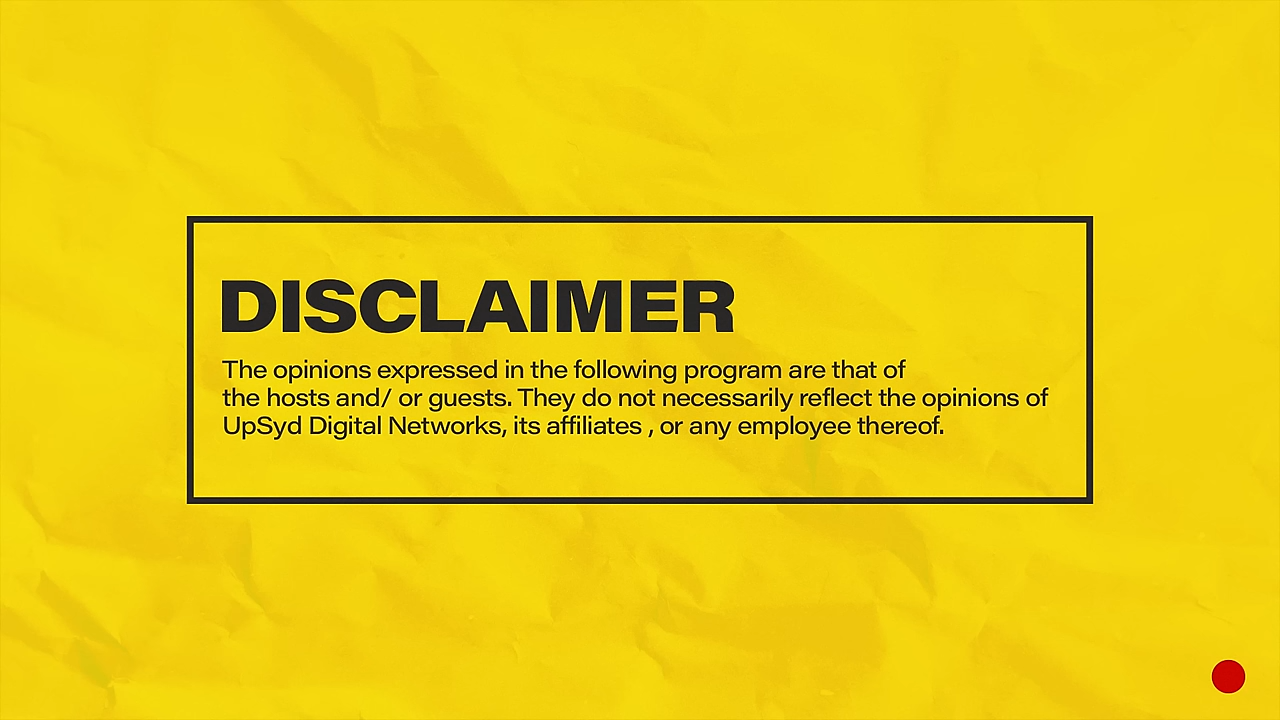 DISCLAIMER
The opinions expressed in the following program are that of
the hosts and/ or guests. They do not necessarily reflect the opinions of
UpSyd Digital Networks, its affiliates , or any employee thereof.